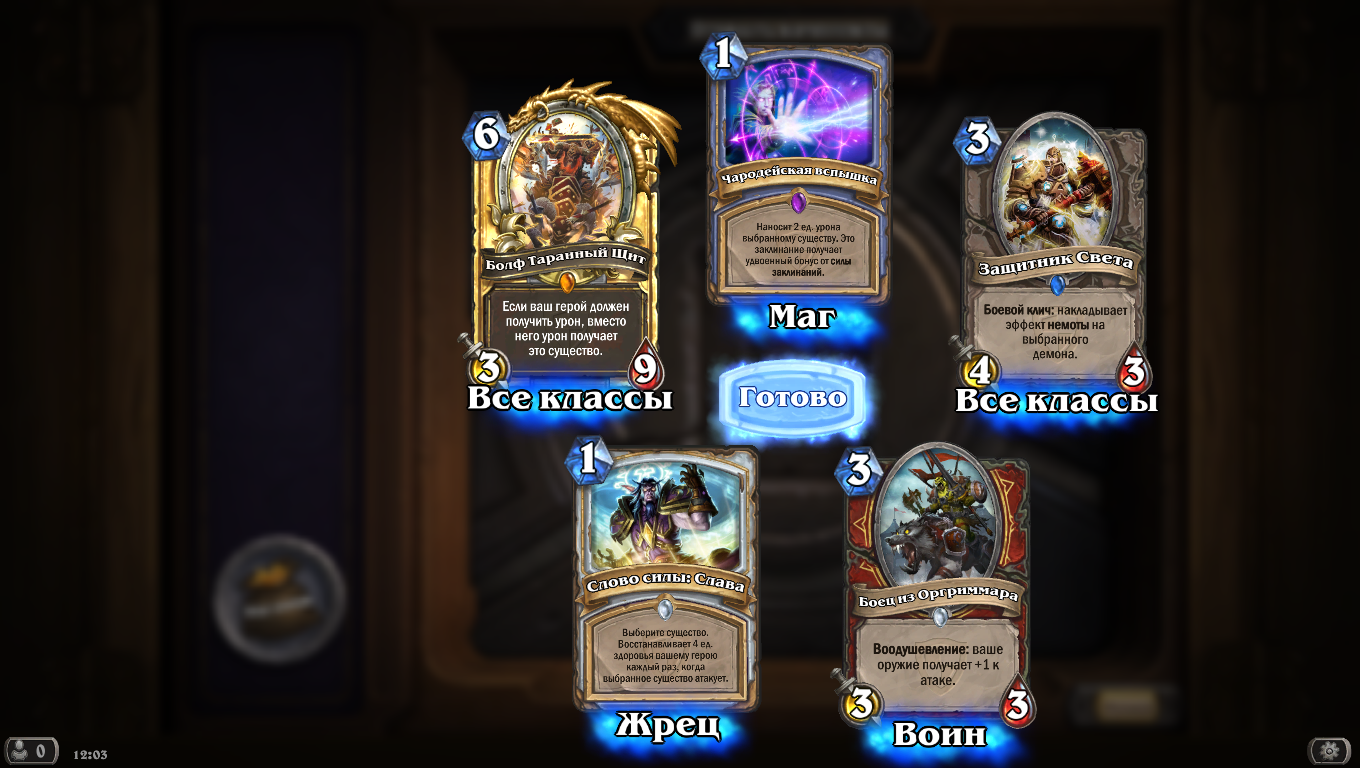 6
Болф Таранный Щит
Если ваш герой должен
получить урон, вместо
него урон получает
это существо.
3
9
Все классы
1
Чародейская вспышка
Наносит 2 ед. урона
выбранному существу. Это
заклинание получает
удвоенный бонус от силы
заклинаний.
Маг
3
Защитник Света
Боевой клич: накладывает
эффект немоты на
выбранного
демона.
4
3
Все классы
Готово
1
Слово силы: Слава
Выберите существо.
Восстанавливает 4 ед.
здоровья вашему герою
каждый раз, когда
выбранное существо атакует.
Жрец
3
Боец из Оргриммара
Воодушевление: ваше
оружие получает +1 к
атаке.
3
3
Воин
0
12:03